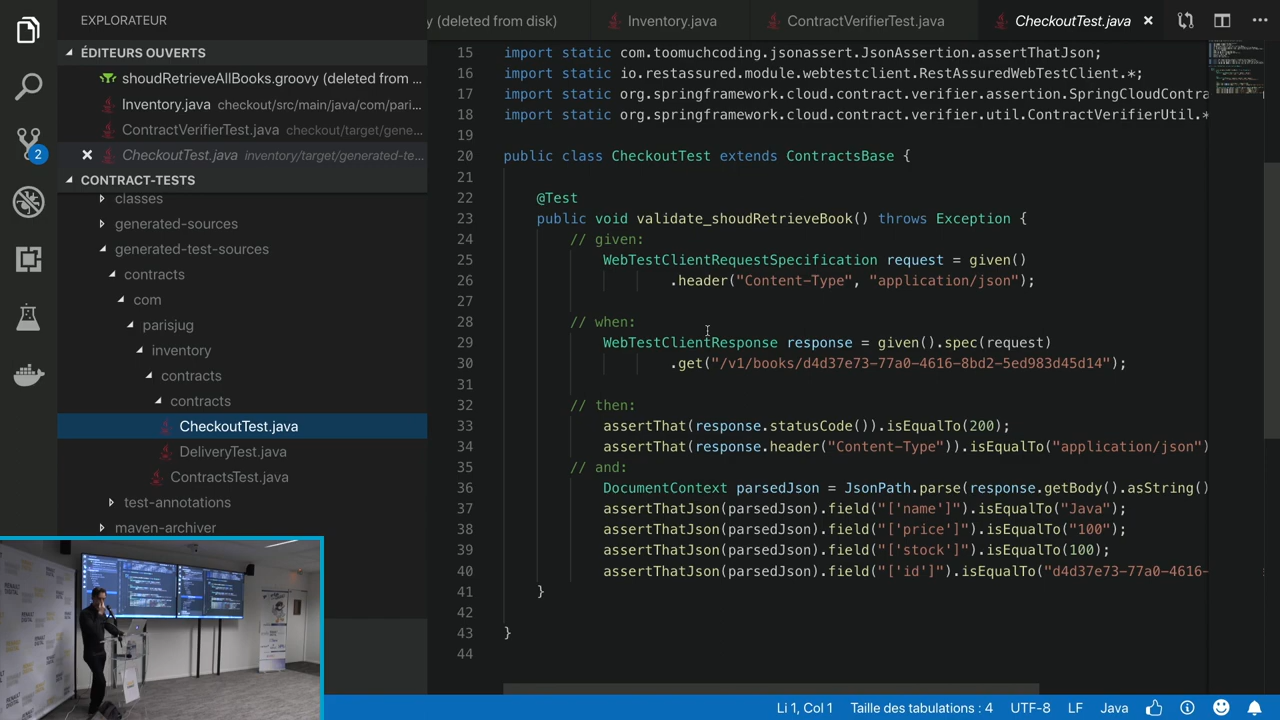 EXPLORATEUR
y (deleted from disk)
Inventory.java
ContractVerifierTest.java
CheckoutTest.java
ÉDITEURS OUVERTS
shoudRetrieveAllBooks.groovy (deleted from ...
Inventory.java checkout/src/main/java/com/pari...
ContractVerifierTest.java checkout/target/gene...
CheckoutTest.java inventory/target/generated-te...
2
CONTRACT-TESTS
classes
generated-sources
generated-test-sources
contracts
com
parisjug
inventory
contracts
contracts
CheckoutTest.java
DeliveryTest.java
ContractsTest.java
test-annotations
maven-archiver
15 import static com.toomuchcoding.jsonassert.JsonAssertion.assertThatJson;
16 import static io.restassured.module.webtestclient.RestAssuredWebTestClient.*;
17 import static org.springframework.cloud.contract.verifier.assertion.SpringCloudContra
18 import static org.springframework.cloud.contract.verifier.util.ContractVerifierUtil.*
19
20 public class CheckoutTest extends ContractsBase {
21
22 @Test
23 public void validate_shoudRetrieveBook() throws Exception {
24 // given:
25 WebTestClientRequestSpecification request = given()
26 .header("Content-Type", "application/json");
27
28 // when:
29 WebTestClientResponse response = given().spec(request)
30 .get("/v1/books/d4d37e73-77a0-4616-8bd2-5ed983d45d14");
31
32 // then:
33 assertThat(response.statusCode()).isEqualTo(200);
34 assertThat(response.header("Content-Type")).isEqualTo("application/json")
35 // and:
36 DocumentContext parsedJson = JsonPath.parse(response.getBody().asString()
37 assertThatJson(parsedJson).field("['name']").isEqualTo("Java");
38 assertThatJson(parsedJson).field("['price']").isEqualTo("100");
39 assertThatJson(parsedJson).field("['stock']").isEqualTo(100);
40 assertThatJson(parsedJson).field("['id']").isEqualTo("d4d37e73-77a0-4616-
41 }
42
43 }
44
Li 1, Col 1
Taille des tabulations : 4
UTF-8
LF
Java